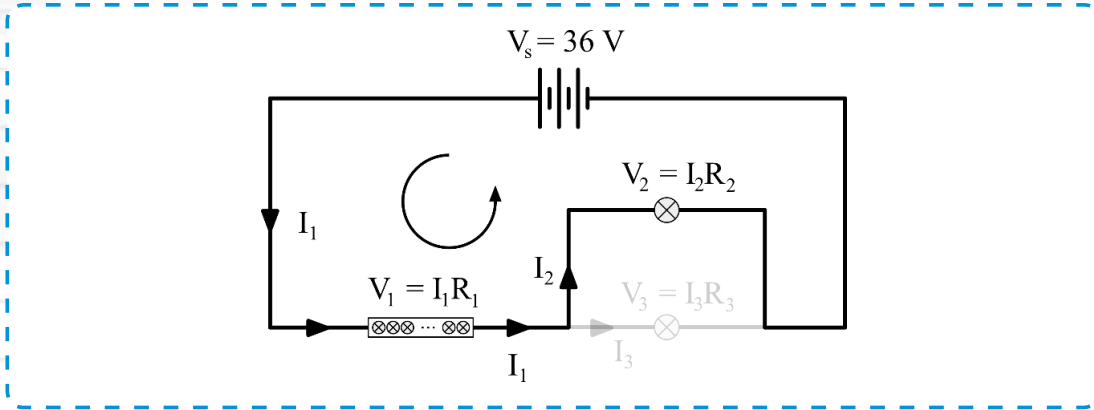 Vₛ = 36 V
V₂ = I₂R₂
I₁
I₂
V₁ = I₁R₁
V₃ = I₃R₃
...
I₁
I₃